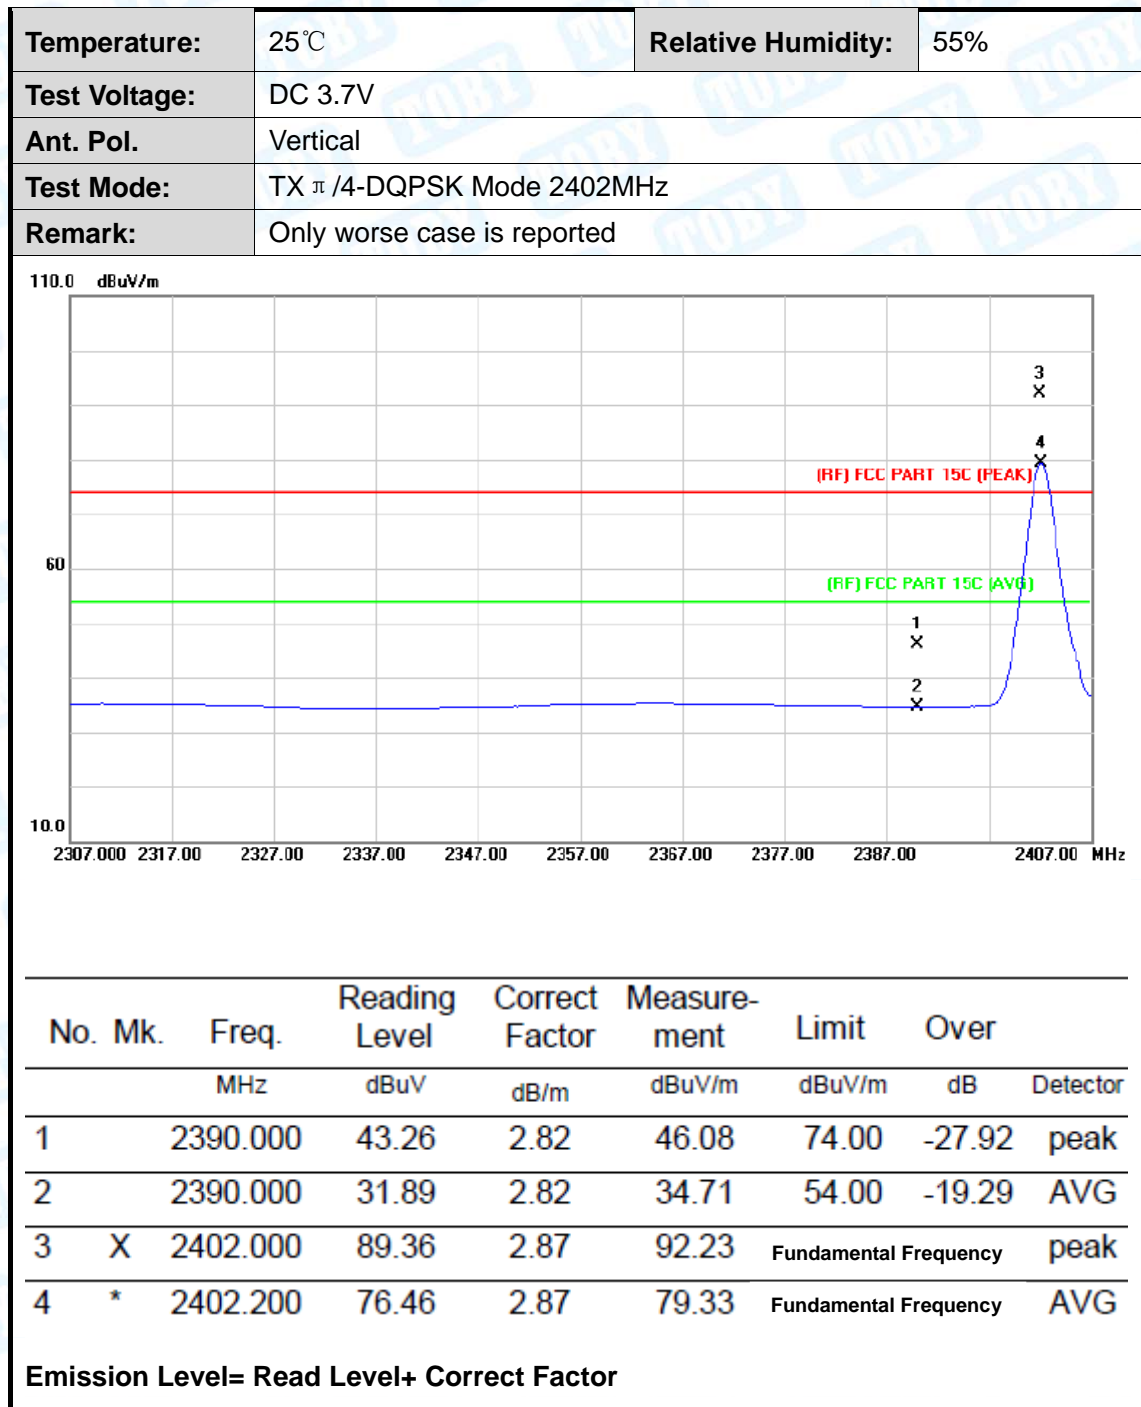 Temperature: 25℃ Relative Humidity: 55%
Test Voltage: DC 3.7V
Ant. Pol. Vertical
Test Mode: TX π/4-DQPSK Mode 2402MHz
Remark: Only worse case is reported
110.0 dBuV/m
3
X
4
X
(RF) FCC PART 15C (PEAK)
60
(RF) FCC PART 15C (AVG)
1
X
2
X
10.0
2307.000 2317.00 2327.00 2337.00 2347.00 2357.00 2367.00 2377.00 2387.00 2407.00 MHz
No. Mk. Freq. Reading Level Correct Factor Measure-ment Limit Over
MHz dBuV dB/m dBuV/m dBuV/m dB Detector
1 2390.000 43.26 2.82 46.08 74.00 -27.92 peak
2 2390.000 31.89 2.82 34.71 54.00 -19.29 AVG
3 X 2402.000 89.36 2.87 92.23 Fundamental Frequency peak
4 * 2402.200 76.46 2.87 79.33 Fundamental Frequency AVG
Emission Level= Read Level+ Correct Factor
TOBY